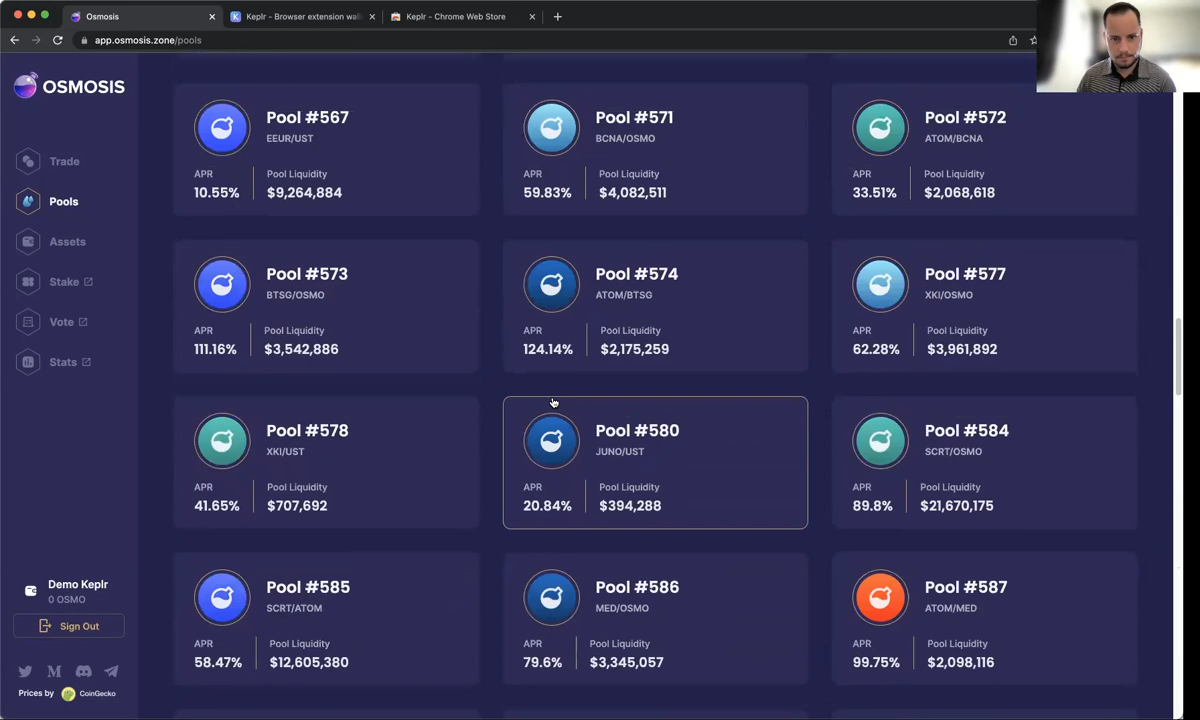 Osmosis
Keplr - Browser extension wall
Keplr - Chrome Web Store
app.osmosis.zone/pools
OSMOSIS
Trade
Pools
Assets
Stake
Vote
Stats
Demo Keplr
0 OSMO
Sign Out
Prices by CoinGecko
Pool #567
EEUR/UST
APR
10.55%
Pool Liquidity
$9,264,884
Pool #571
BCNA/OSMO
APR
59.83%
Pool Liquidity
$4,082,511
Pool #572
ATOM/BCNA
APR
33.51%
Pool Liquidity
$2,068,618
Pool #573
BTSG/OSMO
APR
111.16%
Pool Liquidity
$3,542,886
Pool #574
ATOM/BTSG
APR
124.14%
Pool Liquidity
$2,175,259
Pool #577
XKI/OSMO
APR
62.28%
Pool Liquidity
$3,961,892
Pool #578
XKI/UST
APR
41.65%
Pool Liquidity
$707,692
Pool #580
JUNO/UST
APR
20.84%
Pool Liquidity
$394,288
Pool #584
SCRT/OSMO
APR
89.8%
Pool Liquidity
$21,670,175
Pool #585
SCRT/ATOM
APR
58.47%
Pool Liquidity
$12,605,380
Pool #586
MED/OSMO
APR
79.6%
Pool Liquidity
$3,345,057
Pool #587
ATOM/MED
APR
99.75%
Pool Liquidity
$2,098,116